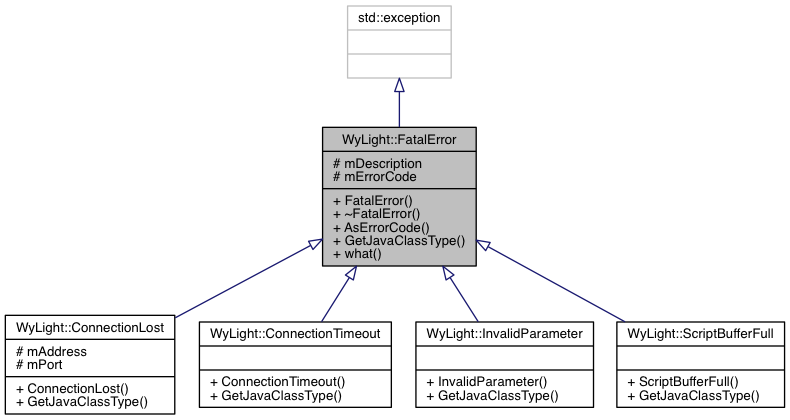 std::exception
WyLight::FatalError
# mDescription
# mErrorCode
+ FatalError()
+ ~FatalError()
+ AsErrorCode()
+ GetJavaClassType()
+ what()
WyLight::ConnectionLost
# mAddress
# mPort
+ ConnectionLost()
+ GetJavaClassType()
WyLight::ConnectionTimeout
+ ConnectionTimeout()
+ GetJavaClassType()
WyLight::InvalidParameter
+ InvalidParameter()
+ GetJavaClassType()
WyLight::ScriptBufferFull
+ ScriptBufferFull()
+ GetJavaClassType()